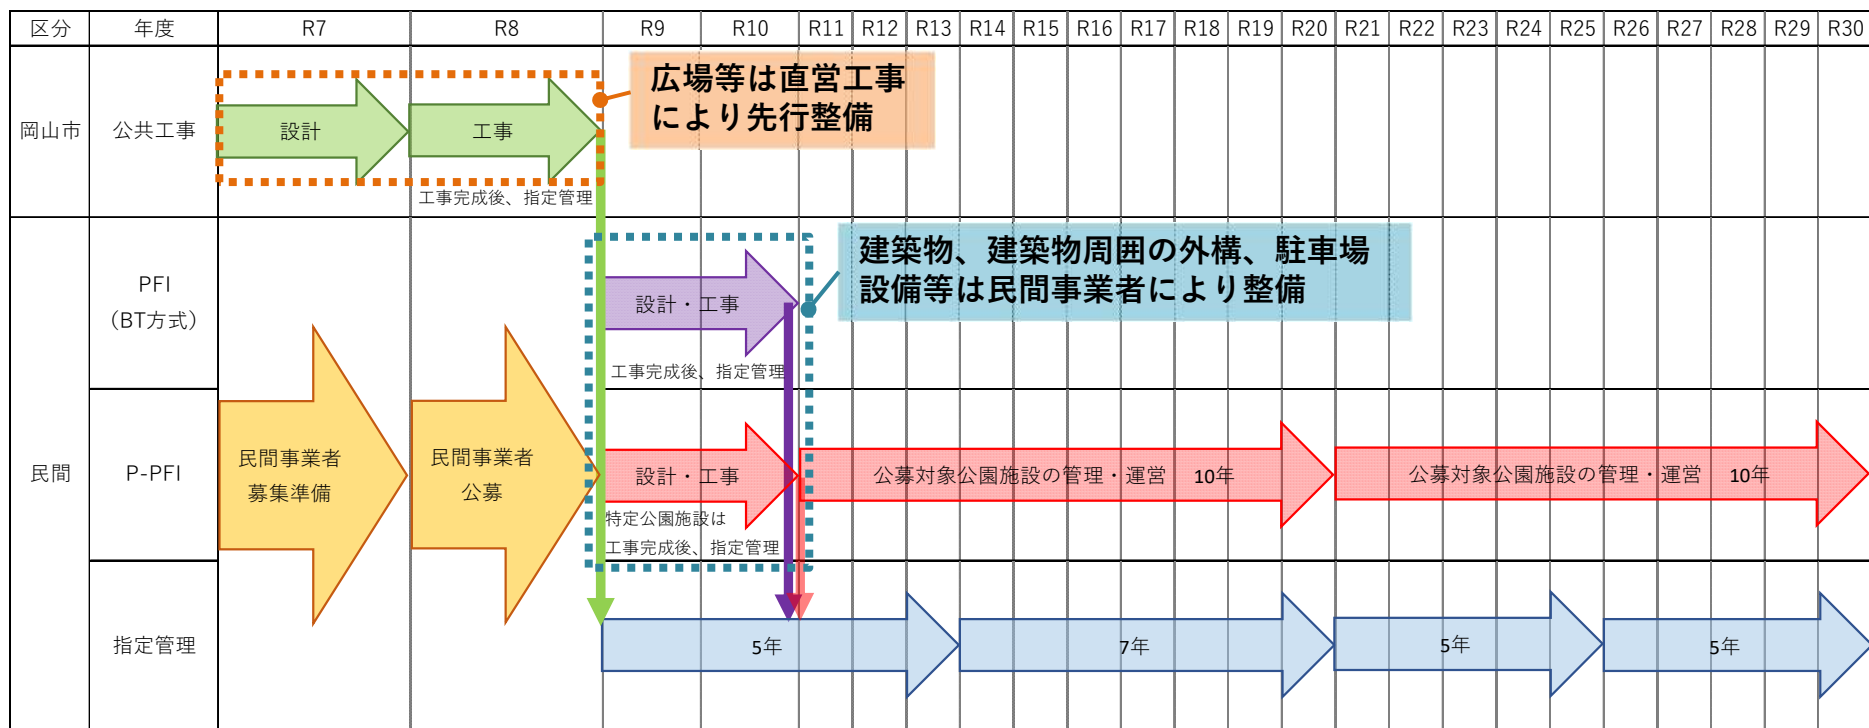 区分 年度 R7 R8 R9 R10 R11 R12 R13 R14 R15 R16 R17 R18 R19 R20 R21 R22 R23 R24 R25 R26 R27 R28 R29 R30
岡山市 公共工事 設計 工事
広場等は直営工事
により先行整備
工事完成後、指定管理
民間
PFI
（BT方式）
設計・工事
建築物、建築物周囲の外構、駐車場
設備等は民間事業者により整備
工事完成後、指定管理
P-PFI
民間事業者
募集準備
民間事業者
公募
設計・工事
公募対象公園施設の管理・運営 10年
公募対象公園施設の管理・運営 10年
特定公園施設は
工事完成後、指定管理
指定管理 5年 7年 5年 5年